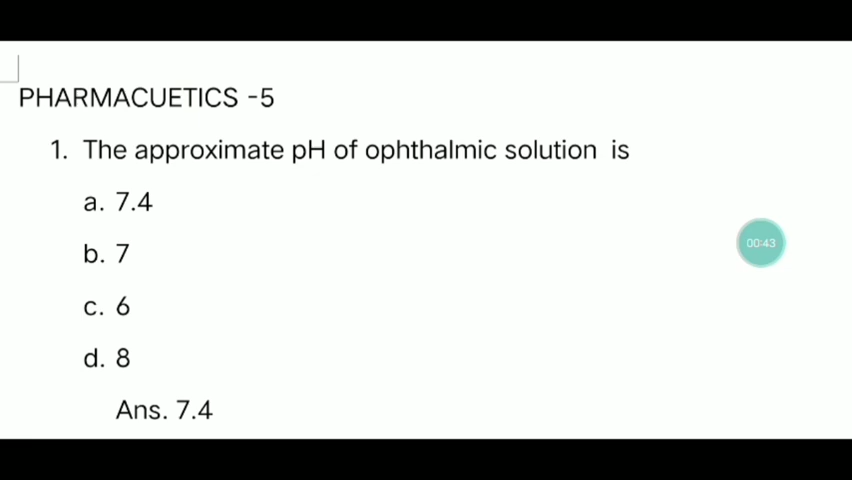 PHARMACUETICS -5
1. The approximate pH of ophthalmic solution is
a. 7.4
b. 7
00:43
c. 6
d. 8
Ans. 7.4